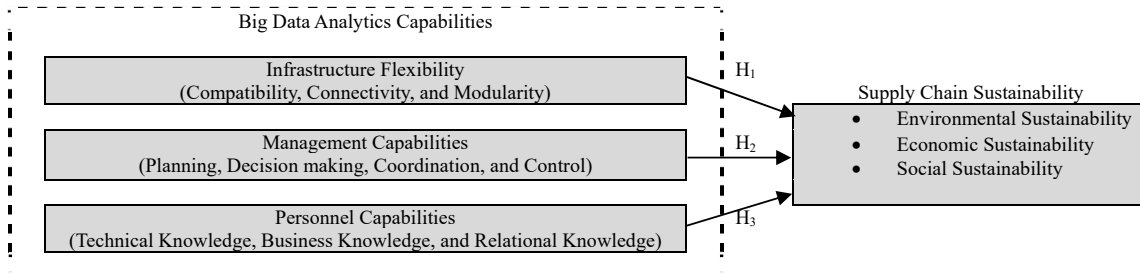 Big Data Analytics Capabilities
Infrastructure Flexibility
(Compatibility, Connectivity, and Modularity)
H1
Supply Chain Sustainability
• Environmental Sustainability
• Economic Sustainability
• Social Sustainability
Management Capabilities
(Planning, Decision making, Coordination, and Control)
H2
Personnel Capabilities
(Technical Knowledge, Business Knowledge, and Relational Knowledge)
H3